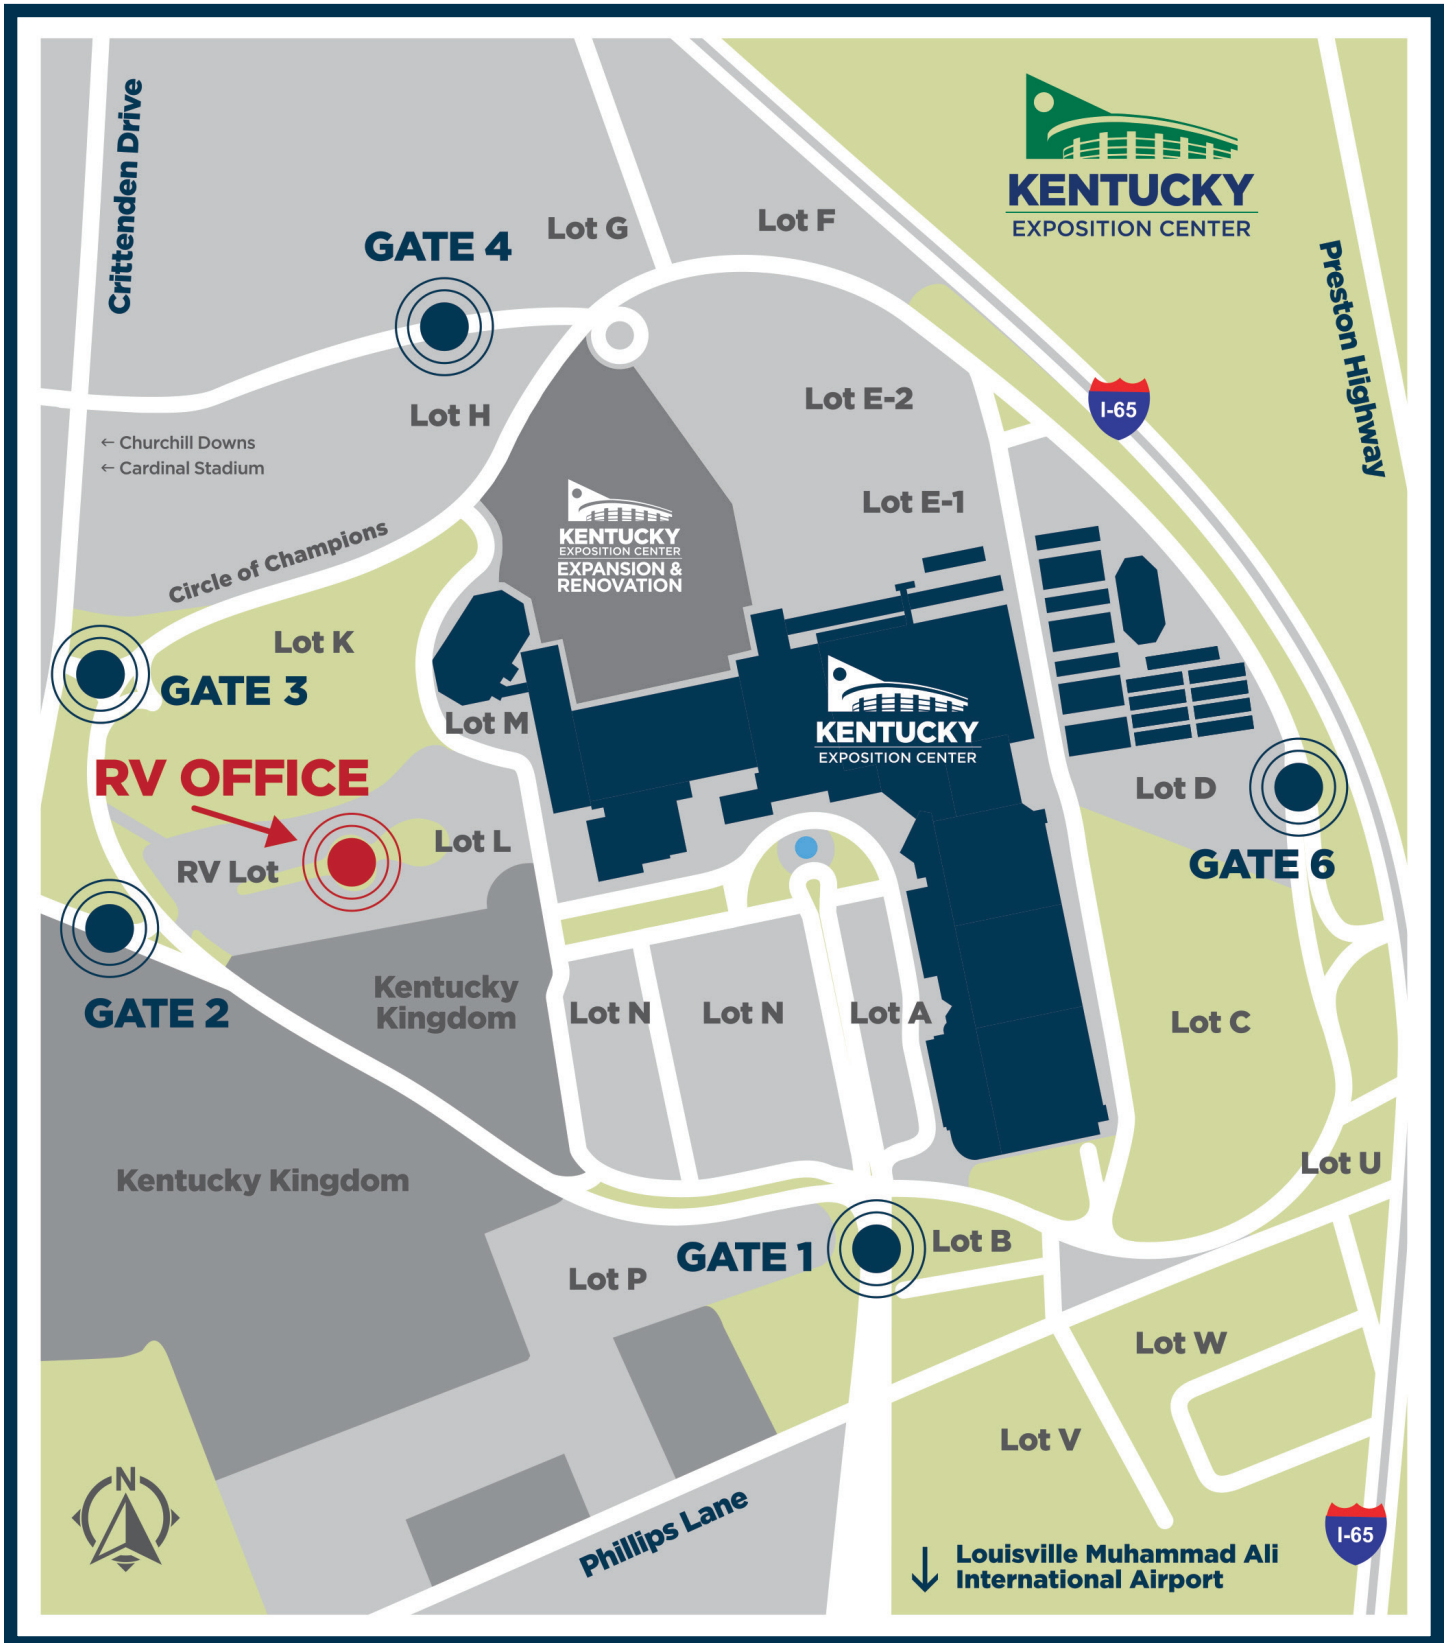 Crittenden Drive
KENTUCKY
EXPOSITION CENTER
Lot G
Lot F
GATE 4
Preston Highway
I-65
Lot E-2
Lot H
← Churchill Downs
← Cardinal Stadium
Lot E-1
Circle of Champions
KENTUCKY
EXPOSITION CENTER
EXPANSION &
RENOVATION
Lot K
GATE 3
Lot M
KENTUCKY
EXPOSITION CENTER
RV OFFICE
Lot D
Lot L
RV Lot
GATE 6
GATE 2
Kentucky
Kingdom
Lot N
Lot N
Lot A
Lot C
Kentucky Kingdom
Lot U
Lot B
GATE 1
Lot P
Lot W
Lot V
N
Phillips Lane
I-65
Louisville Muhammad Ali
International Airport